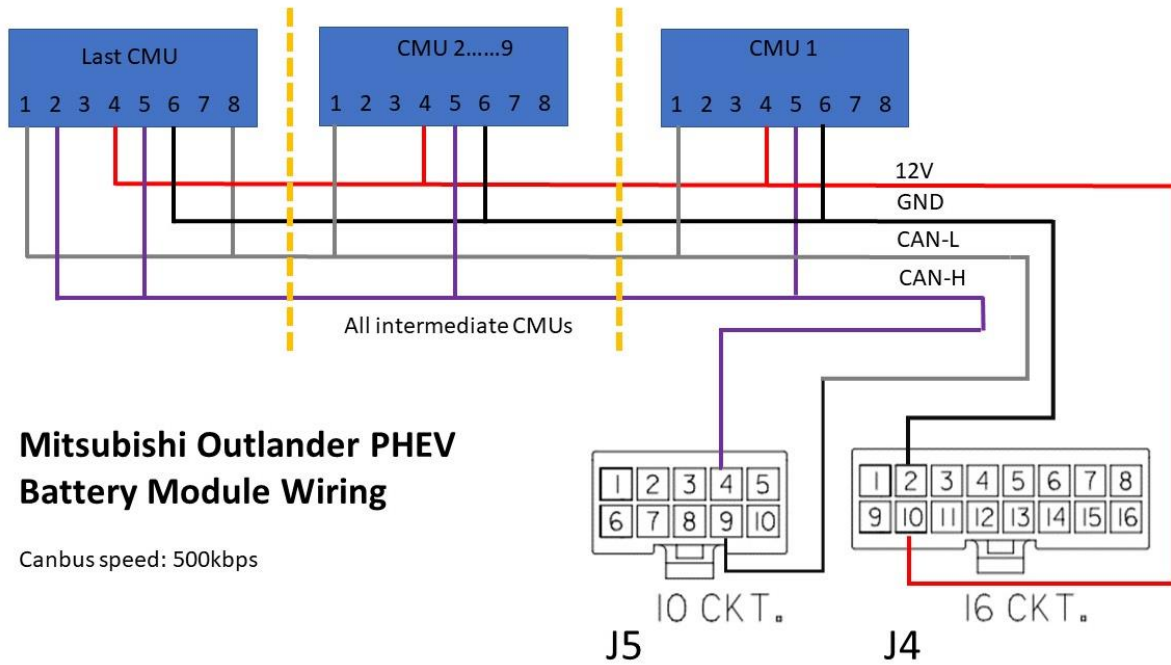 Last CMU
1 2 3 4 5 6 7 8
CMU 2……9
1 2 3 4 5 6 7 8
CMU 1
1 2 3 4 5 6 7 8
12V
GND
CAN-L
CAN-H
All intermediate CMUs
Mitsubishi Outlander PHEV
Battery Module Wiring
Canbus speed: 500kbps
1 2 3 4 5
6 7 8 9 10
10 CKT.
J5
1 2 3 4 5 6 7 8
9 10 11 12 13 14 15 16
16 CKT.
J4